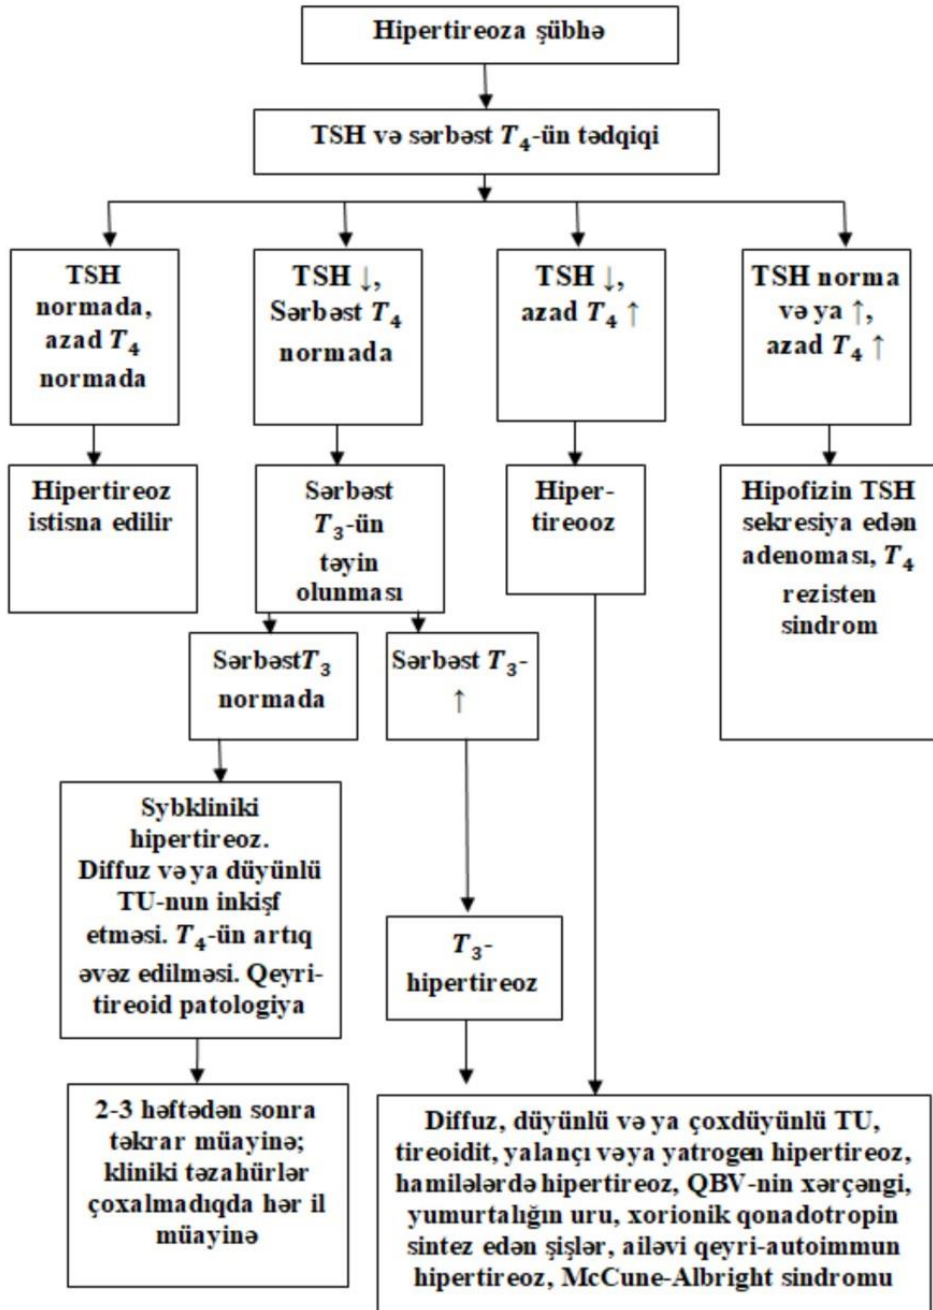 Hipertireoza şübhə
TSH və sərbəst T₄-ün tədqiqi
TSH
normada,
azad T₄
normada
TSH ↓,
Sərbəst T₄
normada
TSH ↓,
azad T₄ ↑
TSH norma
və ya ↑,
azad T₄ ↑
Hipertireoz
istisna edilir
Sərbəst
T₃-ün
təyin
olunması
Hiper-
tireooz
Hipofizin TSH
sekresiya edən
adenoması, T₄
rezisten
sindrom
SərbəstT₃
normada
Sərbəst T₃-
↑
Sybkliniki
hipertireoz.
Diffuz və ya düyünlü
TU-nun inkişf
etməsi. T₄-ün artıq
əvəz edilməsi. Qeyri-
tireoid patologiya
T₃-
hipertireoz
2-3 həftədən sonra
təkrar müayinə;
kliniki təzahürlər
çoxalmadıqda hər il
müayinə
Diffuz, düyünlü və ya çoxdüyünlü TU,
tireoidit, yalançı vəya yatrogen hipertireoz,
hamilələrdə hipertireoz, QBV-nin xərçəngi,
yumurtalığın uru, xorionik qonadotropin
sintez edən şişlər, ailəvi qeyri-autoimmun
hipertireoz, McCune-Albright sindromu